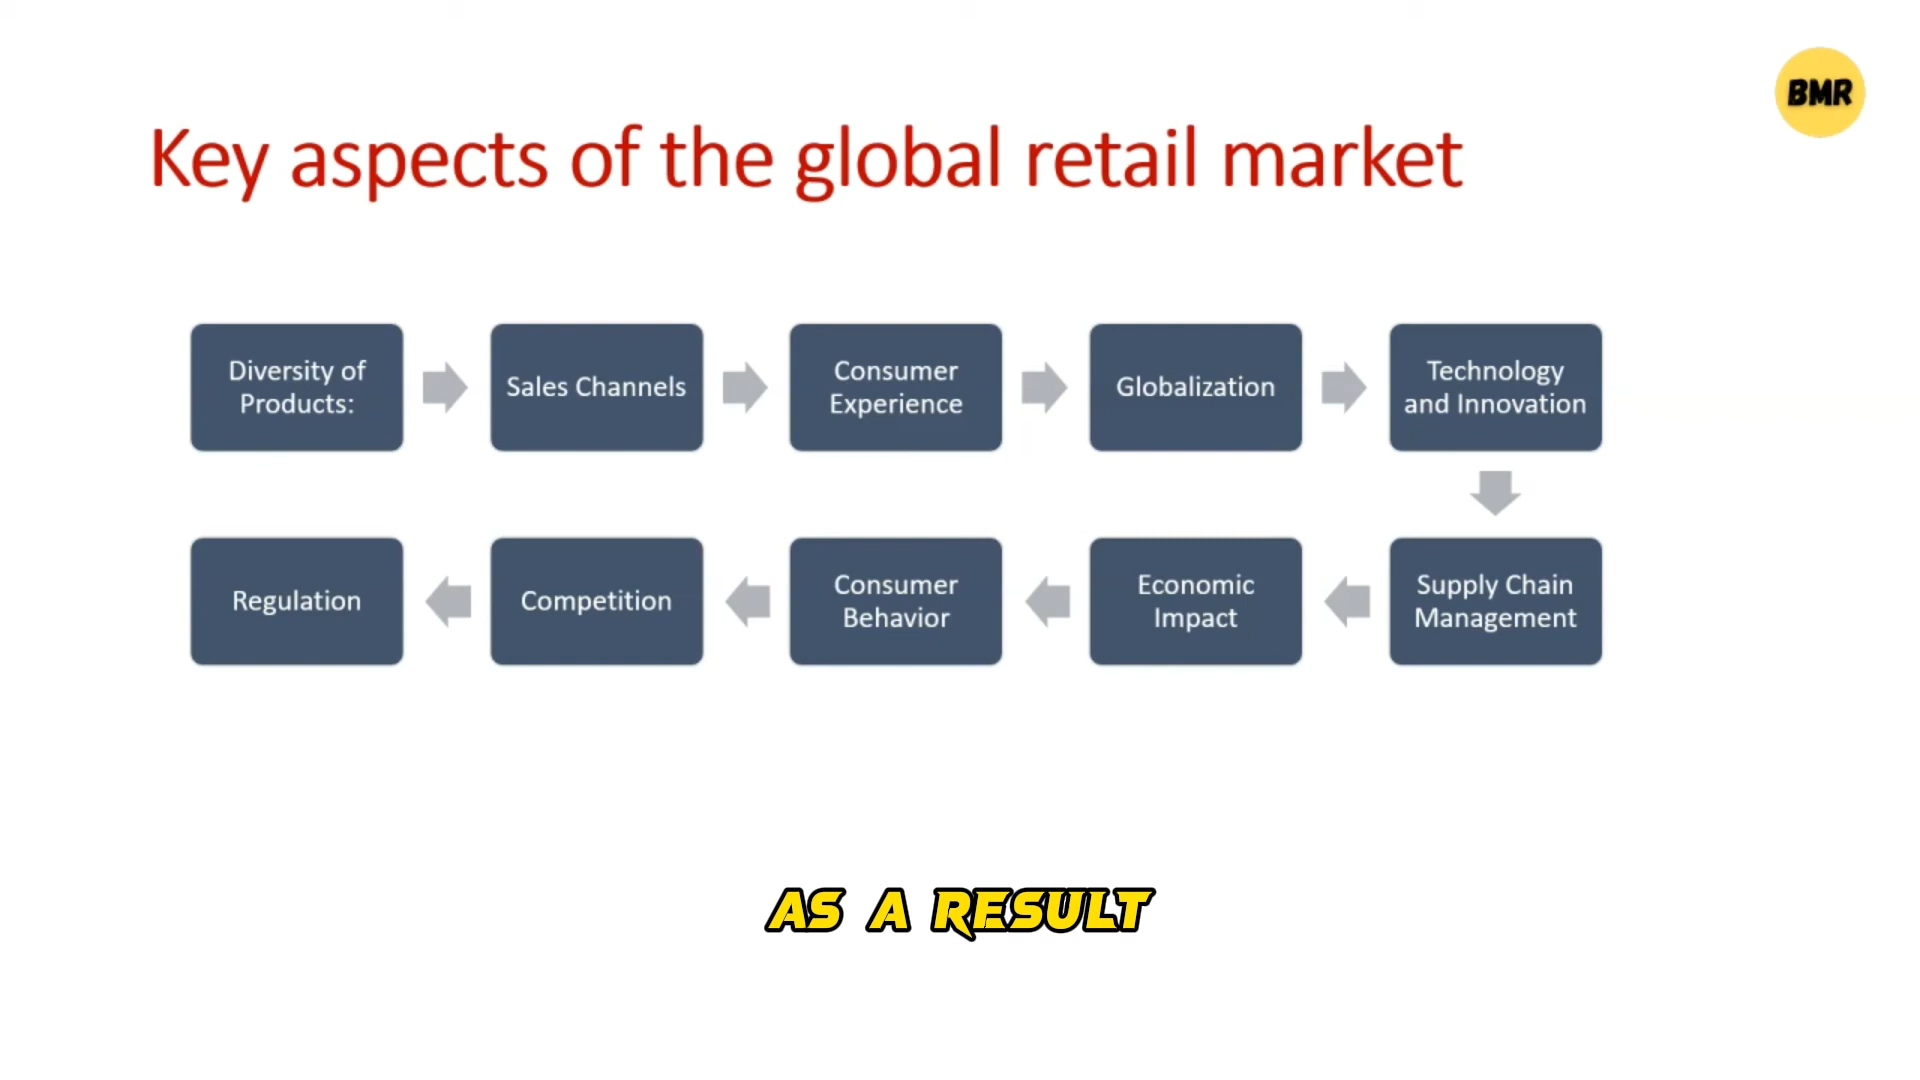 BMR
Key aspects of the global retail market
Diversity of
Products:
Sales Channels
Consumer
Experience
Globalization
Technology
and Innovation
Supply Chain
Management
Economic
Impact
Consumer
Behavior
Competition
Regulation
AS A RESULT